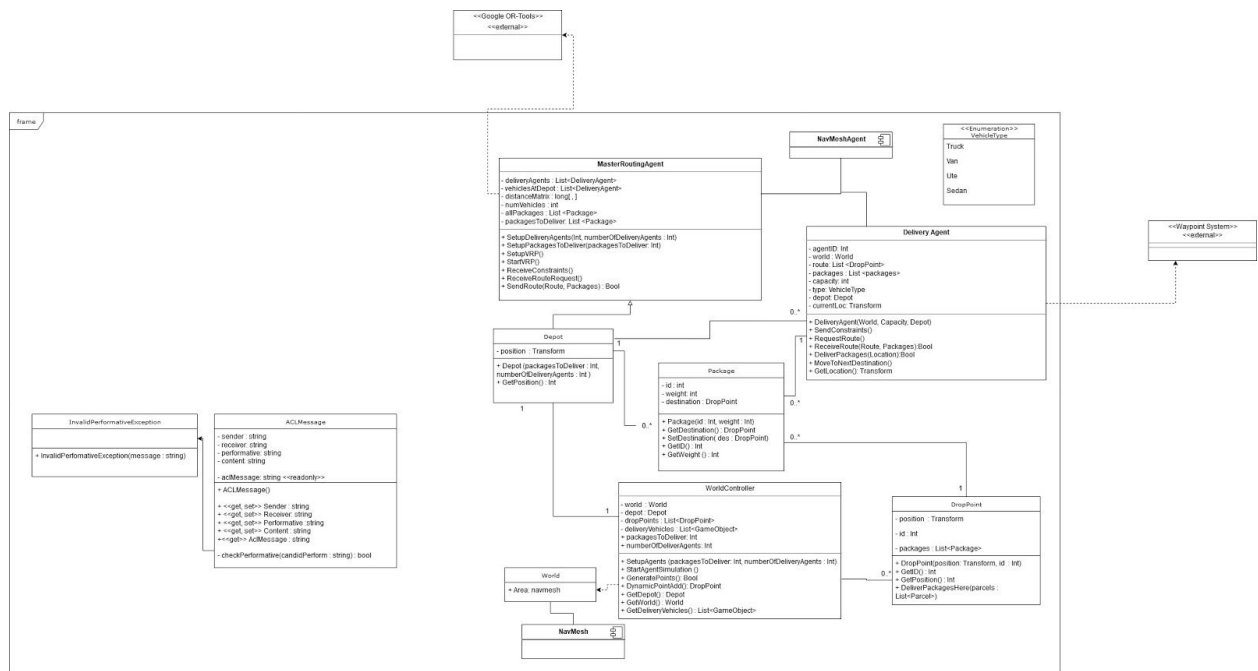 <<Google OR-Tools>>
<<external>>
frame
NavMeshAgent
<<Enumeration>>
VehicleType
Truck
Van
Ute
Sedan
MasterRoutingAgent
- deliveryAgents : List<DeliveryAgent>
- vehiclesAtDepot : List<DeliveryAgent>
- distanceMatrix : long[ , ]
- numVehicles : int
- allPackages : List <Package>
- packagesToDeliver: List <Package>
+ SetupDeliveryAgents(Int, numberOfDeliveryAgents : Int)
+ SetupPackagesToDeliver(packagesToDeliver: Int)
+ SetupVRP()
+ StartVRP()
+ ReceiveConstraints()
+ ReceiveRouteRequest()
+ SendRoute(Route, Packages) : Bool
<<Waypoint System>>
<<external>>
Delivery Agent
- agentID: Int
- world : World
- route: List <DropPoint>
- packages : List <packages>
- capacity: int
- type: VehicleType
- depot: Depot
- currentLoc: Transform
+ DeliveryAgent(World, Capacity, Depot)
+ SendConstraints()
+ RequestRoute()
+ ReceiveRoute(Route, Packages):Bool
+ DeliverPackages(Location):Bool
+ MoveToNextDestination()
+ GetLocation(): Transform
0..*
1
1
Depot
- position : Transform
+ Depot (packagesToDeliver : Int,
numberOfDeliveryAgents : Int )
+ GetPosition() : Int
1
0..*
Package
- id : int
- weight: int
- destination : DropPoint
+ Package(id : Int, weight : Int)
+ GetDestination() : DropPoint
+ SetDestination( des : DropPoint)
+ GetID() : Int
+ GetWeight () : Int
0..*
0..*
1
InvalidPerformativeException
+ InvalidPerfomativeException(message : string)
ACLMessage
- sender : string
- receiver : string
- performative : string
- content : string
- aclMessage: string <<readonly>>
+ ACLMessage()
+ <<get, set>> Sender : string
+ <<get, set>> Receiver: string
+ <<get, set>> Performative :string
+ <<get, set>> Content : string
+<<get>> AclMessage : string
- checkPerformative(candidPerform : string) : bool
1
WorldController
- world : World
- depot : Depot
- dropPoints : List<DropPoint>
- deliveryVehicles : List<GameObject>
+ packagesToDeliver: Int
+ numberOfDeliverAgents: Int
+ SetupAgents (packagesToDeliver: Int, numberOfDeliveryAgents : Int)
+ StartAgentSimulation ()
+ GeneratePoints(): Bool
+ DynamicPointAdd(): DropPoint
+ GetDepot() : Depot
+ GetWorld() : World
+ GetDeliveryVehicles() : List<GameObject>
0..*
DropPoint
- position : Transform
- id : Int
- packages : List<Package>
+ DropPoint(position: Transform, id : Int)
+ GetID() : Int
+ GetPosition() : Int
+ DeliverPackagesHere(parcels :
List<Parcel>)
World
+ Area: navmesh
NavMesh